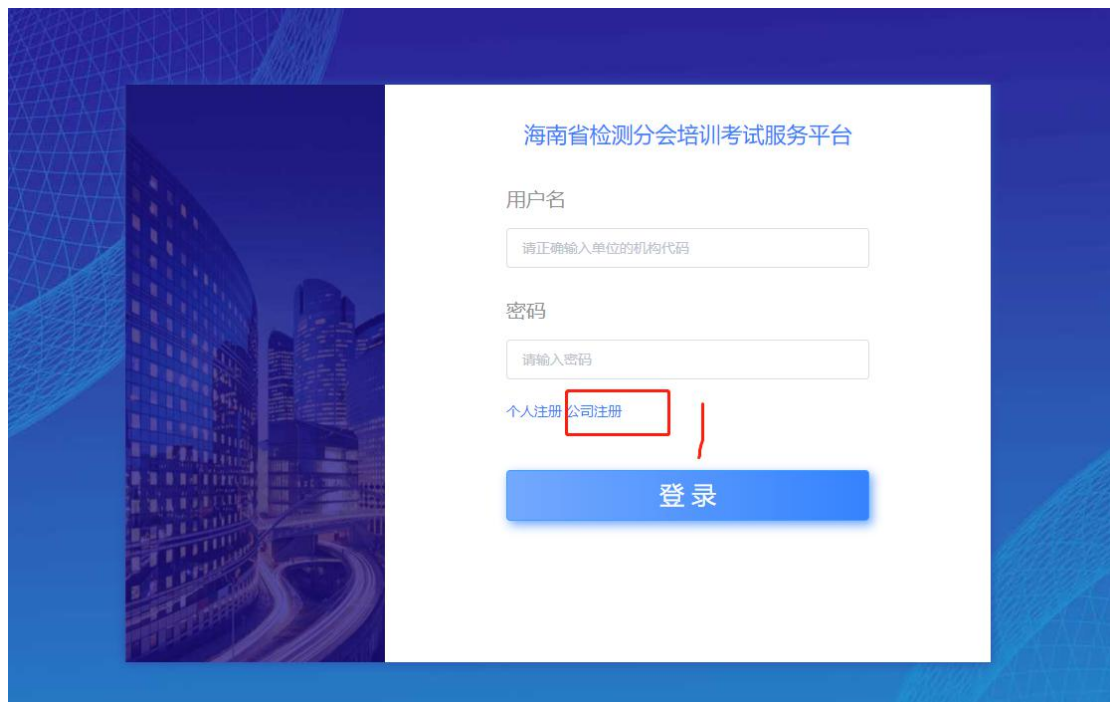 海南省检测分会培训考试服务平台
用户名
请正确输入单位的机构代码
密码
请输入密码
个人注册 公司注册
登录